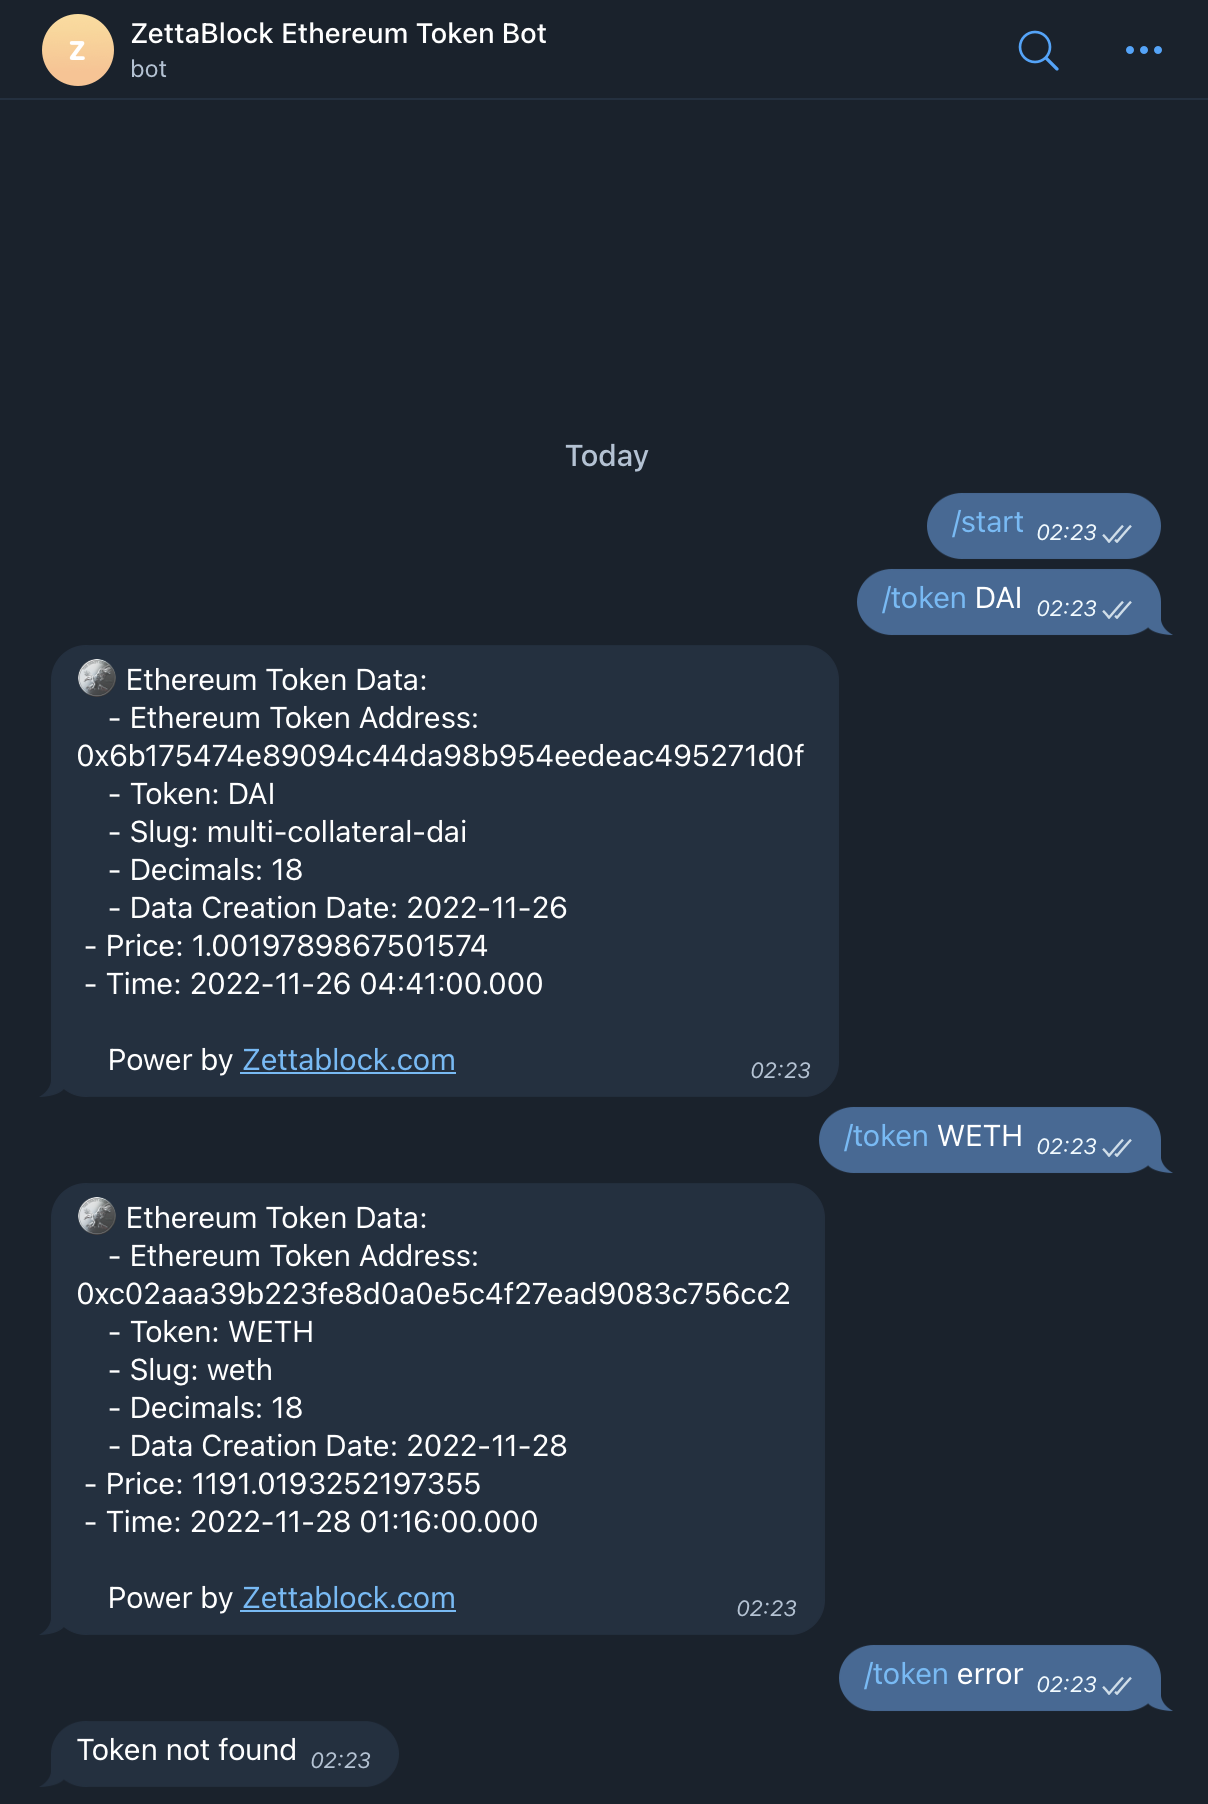 Z
ZettaBlock Ethereum Token Bot
bot
Today
/start 02:23
/token DAI 02:23
Ethereum Token Data:
- Ethereum Token Address:
0x6b175474e89094c44da98b954eedeac495271d0f
- Token: DAI
- Slug: multi-collateral-dai
- Decimals: 18
- Data Creation Date: 2022-11-26
- Price: 1.0019789867501574
- Time: 2022-11-26 04:41:00.000
Power by Zettablock.com 02:23
/token WETH 02:23
Ethereum Token Data:
- Ethereum Token Address:
0xc02aaa39b223fe8d0a0e5c4f27ead9083c756cc2
- Token: WETH
- Slug: weth
- Decimals: 18
- Data Creation Date: 2022-11-28
- Price: 1191.0193252197355
- Time: 2022-11-28 01:16:00.000
Power by Zettablock.com 02:23
/token error 02:23
Token not found 02:23